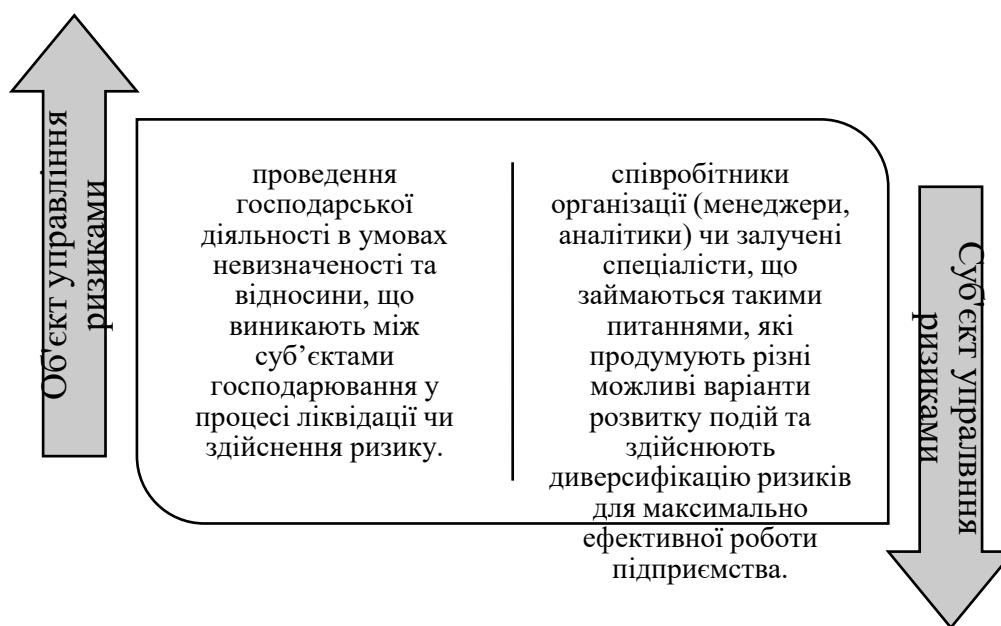 Об'єкт управління
ризиками
проведення
господарської
діяльності в умовах
невизначеності та
відносини, що
виникають між
суб’єктами
господарювання у
процесі ліквідації чи
здійснення ризику.
співробітники
організації (менеджери,
аналітики) чи залучені
спеціалісти, що
займаються такими
питаннями, які
продумують різні
можливі варіанти
розвитку подій та
здійснюють
диверсифікацію ризиків
для максимально
ефективної роботи
підприємства.
Суб'єкт упралвння
ризиками